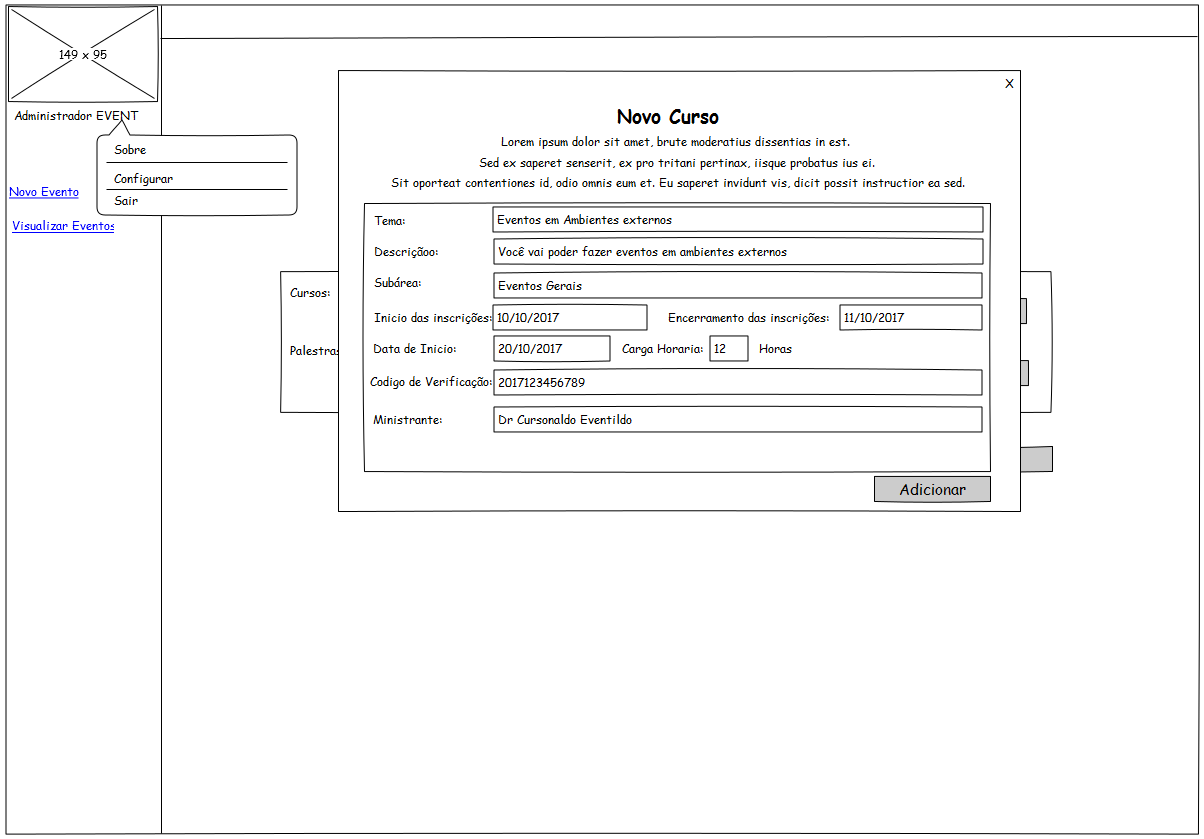 149 x 95
Administrador EVENT
Sobre
Configurar
Sair
Novo Evento
Visualizar Eventos
Cursos:
Palestras
X
Novo Curso
Lorem ipsum dolor sit amet, brute moderatius dissentias in est.
Sed ex saperet senserit, ex pro tritani pertinax, iisque probatus ius ei.
Sit oporteat contentiones id, odio omnis eum et. Eu saperet invidunt vis, dicit possit instructior ea sed.
Tema: Eventos em Ambientes externos
Descriçãoo: Você vai poder fazer eventos em ambientes externos
Subárea: Eventos Gerais
Inicio das inscrições: 10/10/2017 Encerramento das inscrições: 11/10/2017
Data de Inicio: 20/10/2017 Carga Horaria: 12 Horas
Codigo de Verificação: 2017123456789
Ministrante: Dr Cursonaldo Eventildo
Adicionar